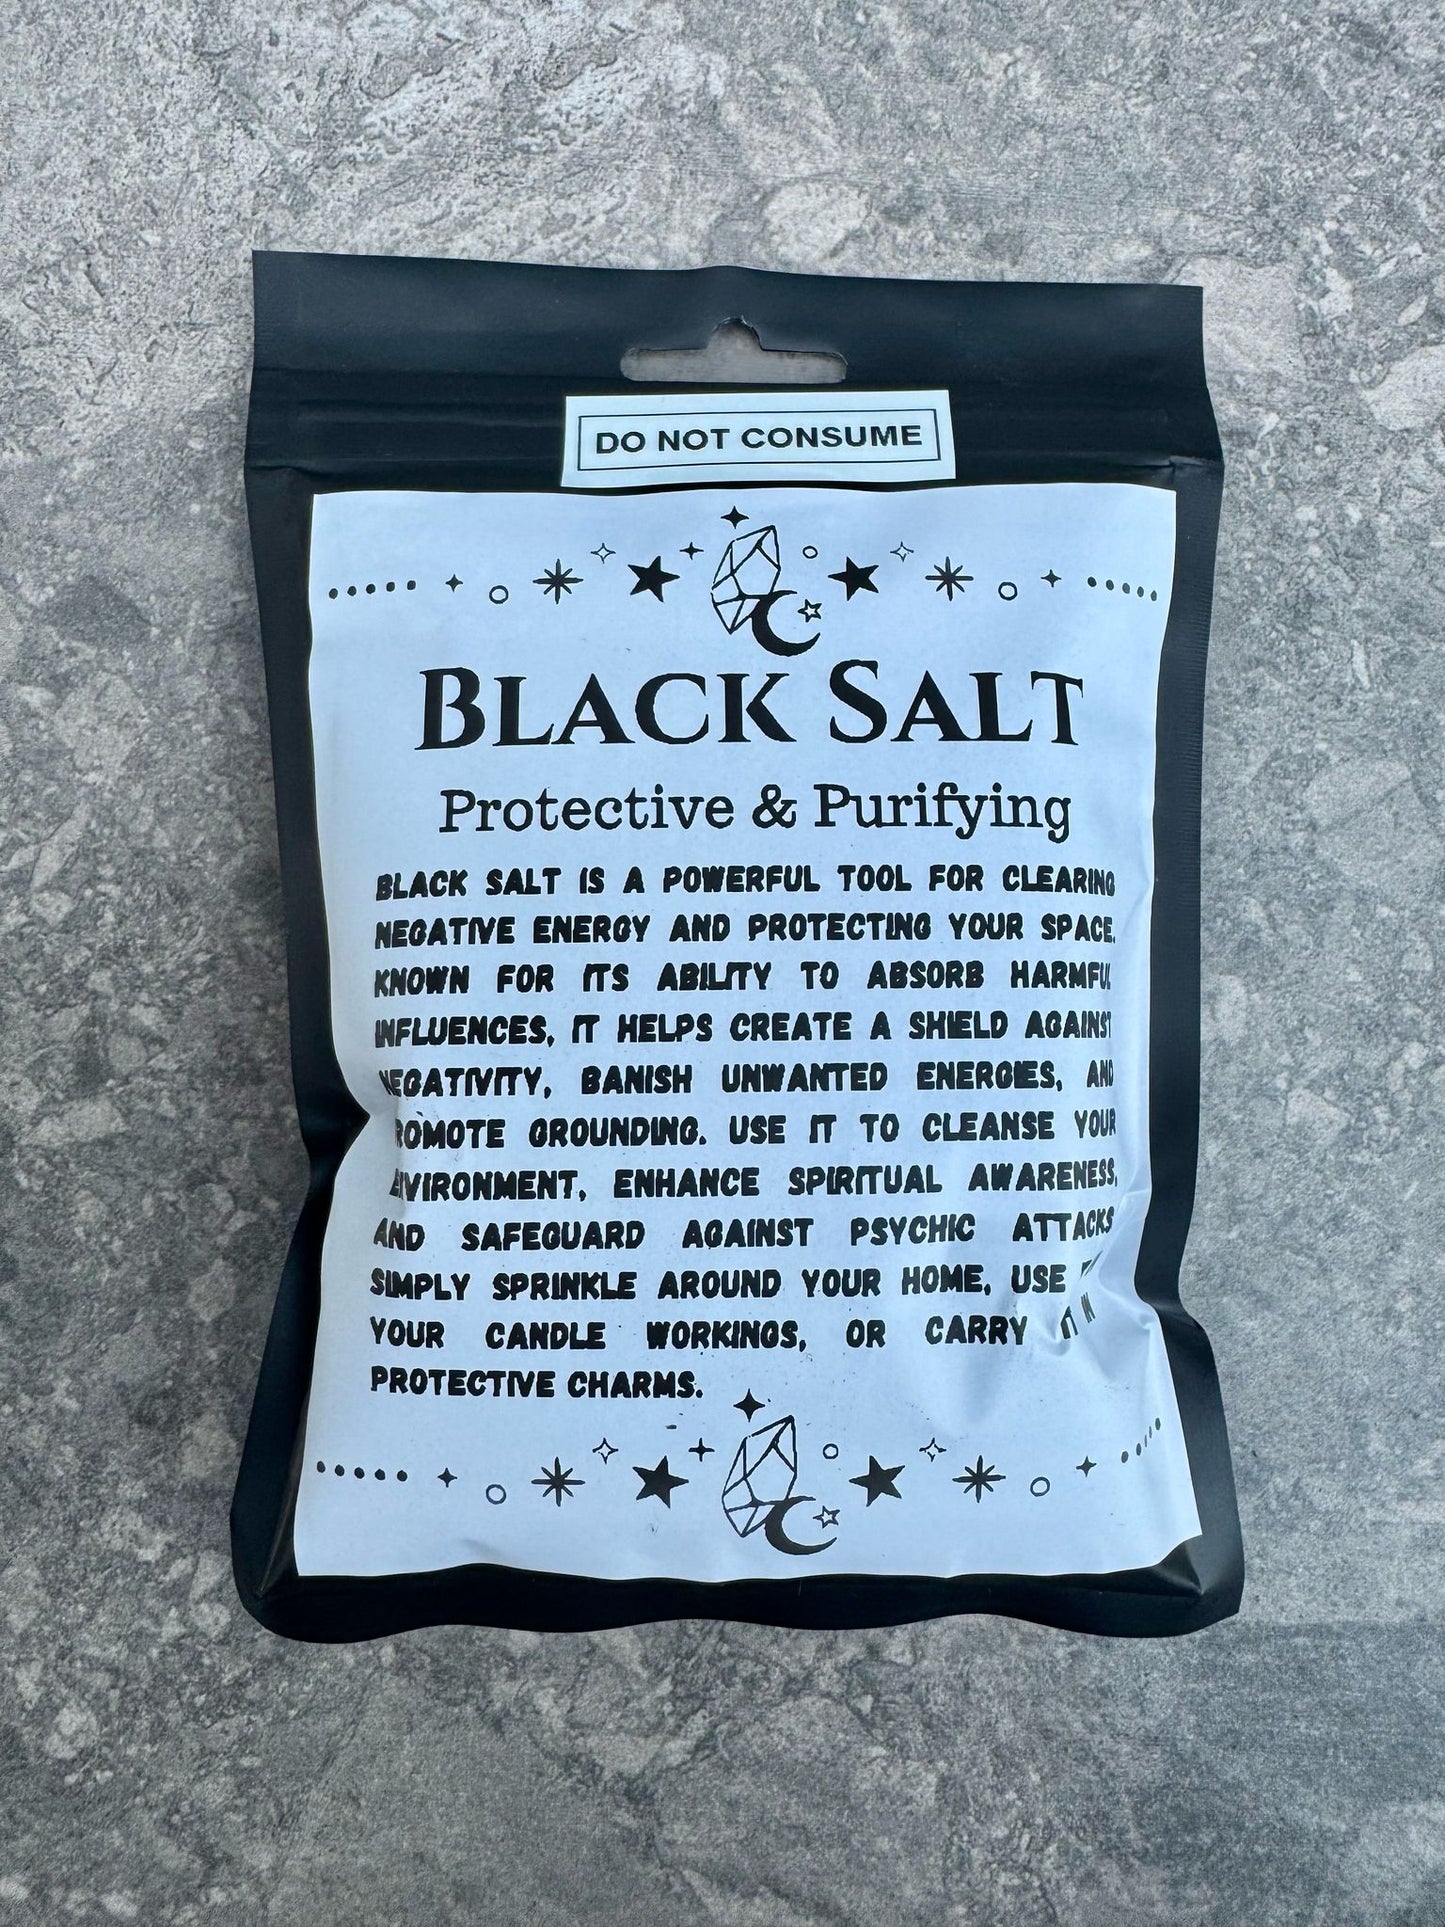 DO NOT CONSUME
BLACK SALT
Protective & Purifying
BLACK SALT IS A POWERFUL TOOL FOR CLEARING
NEGATIVE ENERGY AND PROTECTING YOUR SPACE.
KNOWN FOR ITS ABILITY TO ABSORB HARMFUL
INFLUENCES, IT HELPS CREATE A SHIELD AGAINST
NEGATIVITY, BANISH UNWANTED ENERGIES, AND
PROMOTE GROUNDING. USE IT TO CLEANSE YOUR
ENVIRONMENT, ENHANCE SPIRITUAL AWARENESS,
AND SAFEGUARD AGAINST PSYCHIC ATTACKS
SIMPLY SPRINKLE AROUND YOUR HOME, USE
YOUR CANDLE WORKINGS, OR CARRY IT IN
PROTECTIVE CHARMS.